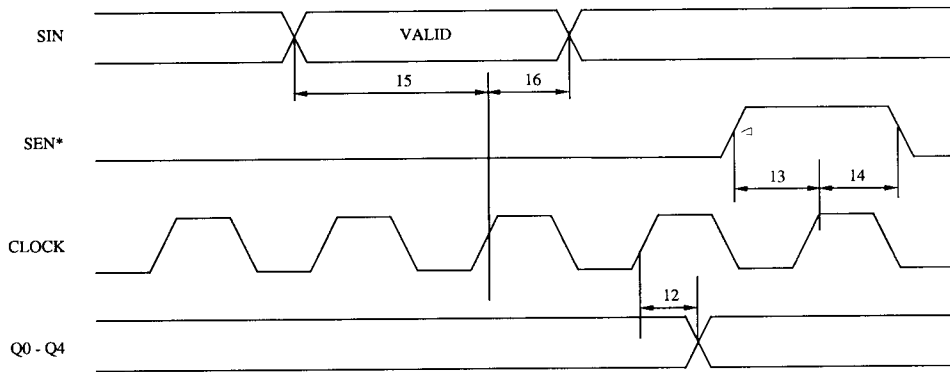 SIN
VALID
15
16
SEN*
13
14
CLOCK
12
Q0 - Q4